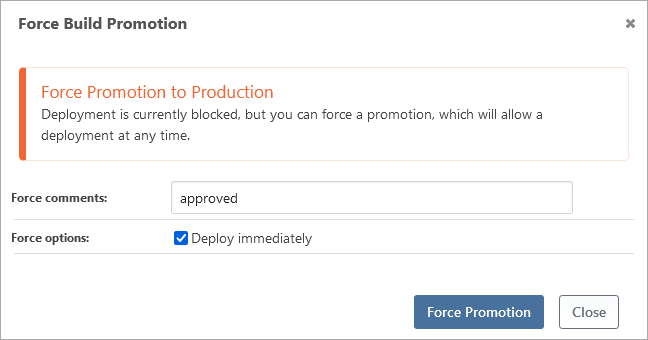 Force Build Promotion
Force Promotion to Production
Deployment is currently blocked, but you can force a promotion, which will allow a
deployment at any time.
Force comments: approved
Force options: Deploy immediately
Force Promotion Close